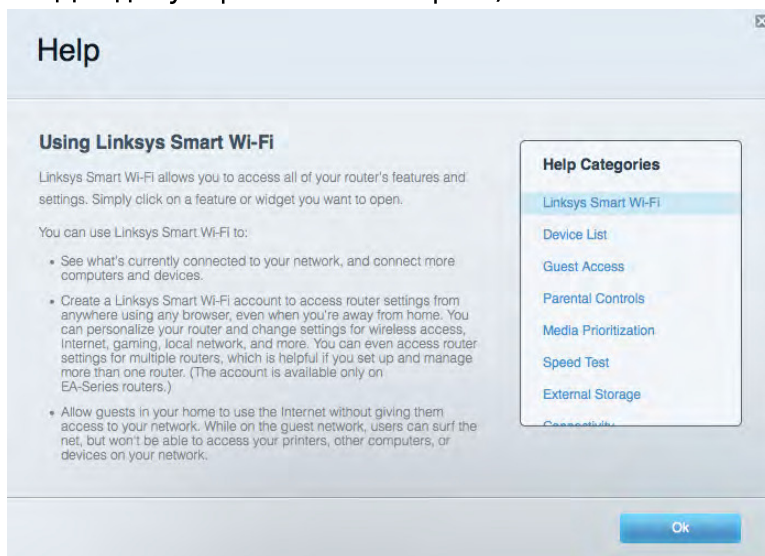 Help
Using Linksys Smart Wi-Fi
Linksys Smart Wi-Fi allows you to access all of your router's features and
settings. Simply click on a feature or widget you want to open.
You can use Linksys Smart Wi-Fi to:
• See what's currently connected to your network, and connect more
computers and devices.
• Create a Linksys Smart Wi-Fi account to access router settings from
anywhere using any browser, even when you're away from home. You
can personalize your router and change settings for wireless access,
Internet, gaming, local network, and more. You can even access router
settings for multiple routers, which is helpful if you set up and manage
more than one router. (The account is available only on
EA-Series routers.)
• Allow guests in your home to use the Internet without giving them
access to your network. While on the guest network, users can surf the
net, but won't be able to access your printers, other computers, or
devices on your network.
Help Categories
Linksys Smart Wi-Fi
Device List
Guest Access
Parental Controls
Media Prioritization
Speed Test
External Storage
Connectivity
Ok